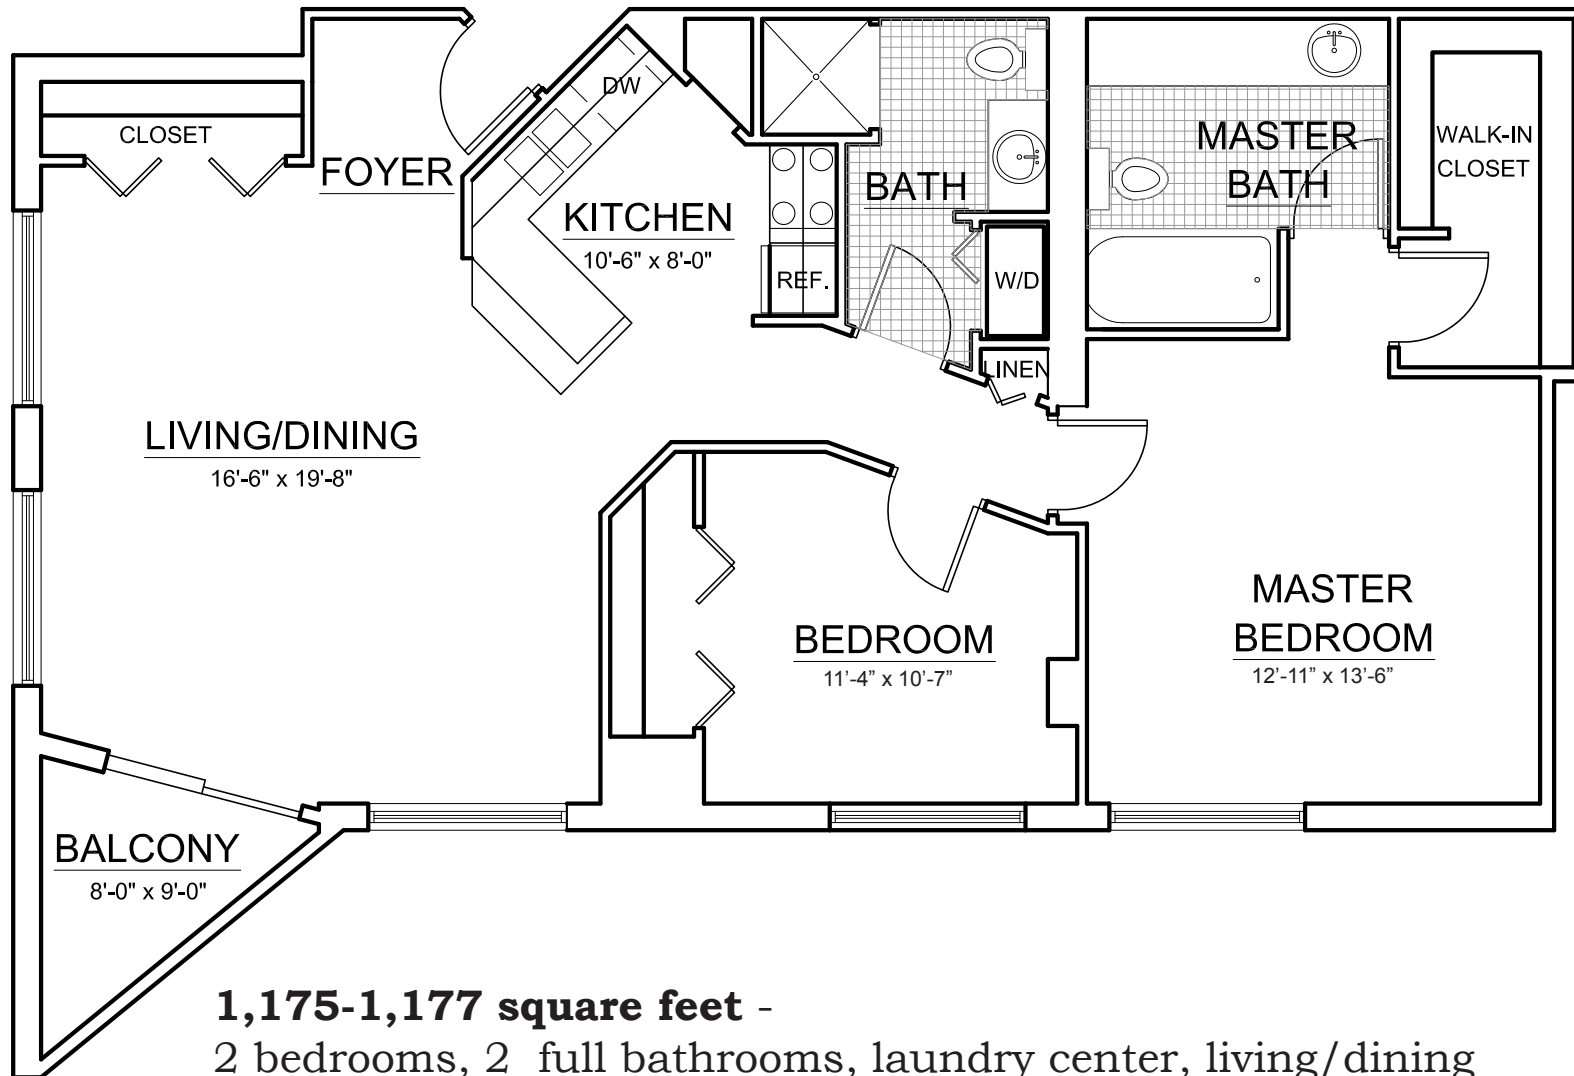 CLOSET
FOYER
DW
KITCHEN
10'-6" x 8'-0"
REF.
BATH
W/D
LINEN
MASTER
BATH
WALK-IN
CLOSET
LIVING/DINING
16'-6" x 19'-8"
BEDROOM
11'-4" x 10'-7"
MASTER
BEDROOM
12'-11" x 13'-6"
BALCONY
8'-0" x 9'-0"
1,175-1,177 square feet -
2 bedrooms, 2 full bathrooms, laundry center, living/dining